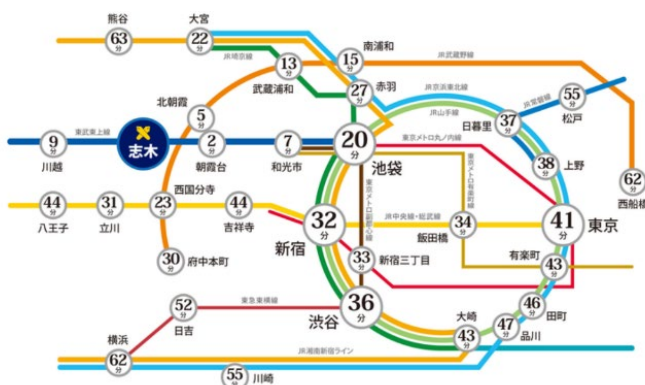 熊谷
63分
大宮
22分
JR埼京線
13分
武蔵浦和
南浦和
15分
JR武蔵野線
27分
赤羽
JR京浜東北線
JR山手線
JR常磐線
55分
松戸
37分
日暮里
北朝霞
5分
東武東上線
9分
川越
志木
2分
朝霞台
7分
和光市
20分
池袋
東京メトロ丸ノ内線
38分
上野
62分
西船橋
西国分寺
23分
44分
八王子
31分
立川
44分
吉祥寺
32分
新宿
東京メトロ副都心線
JR中央線・総武線
東京メトロ有楽町線
34分
飯田橋
41分
東京
30分
府中本町
33分
新宿三丁目
43分
有楽町
52分
日吉
東急東横線
36分
渋谷
46分
田町
大崎
43分
47分
品川
横浜
62分
JR湘南新宿ライン
55分
川崎